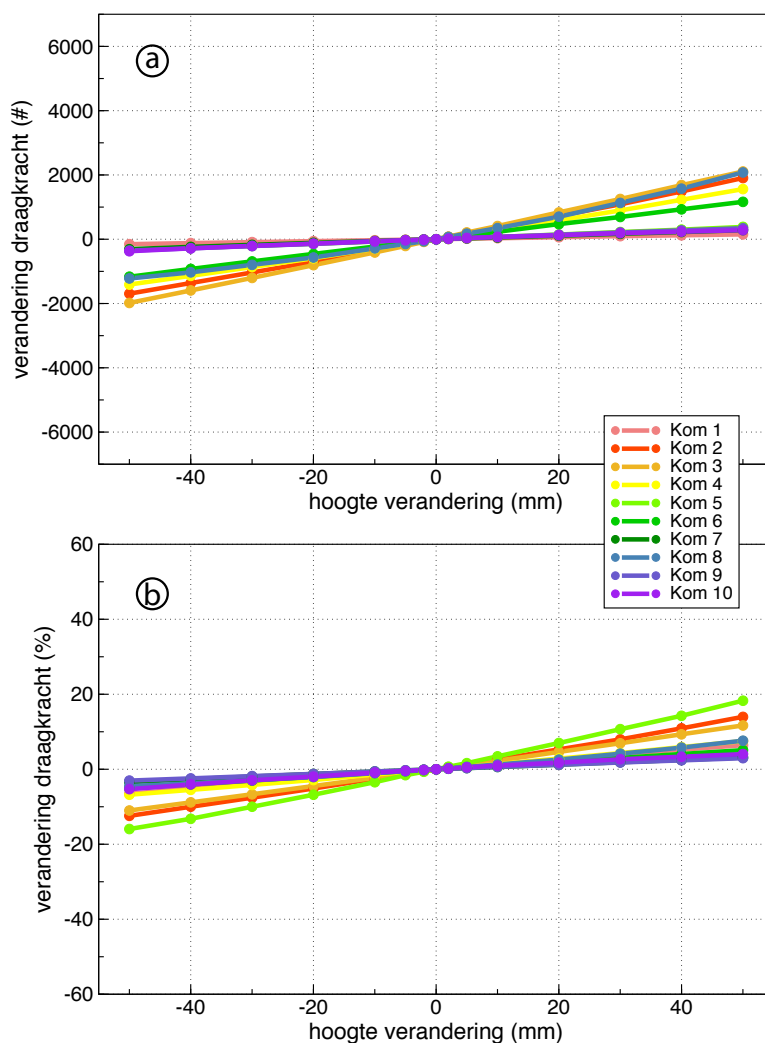 a
6000
4000
2000
0
-2000
-4000
-6000
verandering draagkracht (#)
-40 -20 0 20
hoogte verandering (mm)
Kom 1
Kom 2
Kom 3
Kom 4
Kom 5
Kom 6
Kom 7
Kom 8
Kom 9
Kom 10
b
60
40
20
0
-20
-40
-60
verandering draagkracht (%)
-40 -20 0 20 40
hoogte verandering (mm)